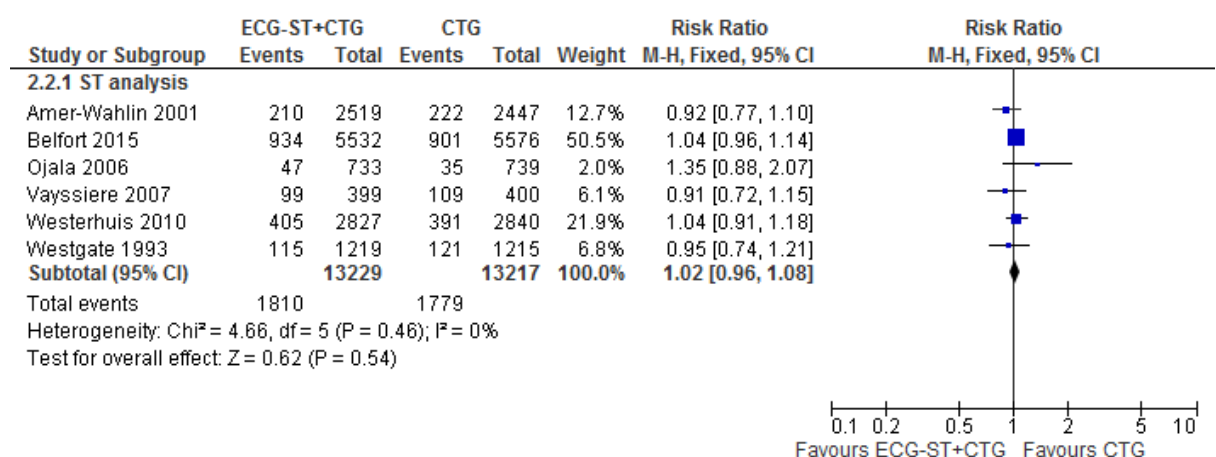 ECG-ST+CTG CTG Risk Ratio Risk Ratio
Study or Subgroup Events Total Events Total Weight M-H, Fixed, 95% CI M-H, Fixed, 95% CI
2.2.1 ST analysis
Amer-Wahlin 2001 210 2519 222 2447 12.7% 0.92 [0.77, 1.10]
Belfort 2015 934 5532 901 5576 50.5% 1.04 [0.96, 1.14]
Ojala 2006 47 733 35 739 2.0% 1.35 [0.88, 2.07]
Vayssiere 2007 99 399 109 400 6.1% 0.91 [0.72, 1.15]
Westerhuis 2010 405 2827 391 2840 21.9% 1.04 [0.91, 1.18]
Westgate 1993 115 1219 121 1215 6.8% 0.95 [0.74, 1.21]
Subtotal (95% CI) 13229 13217 100.0% 1.02 [0.96, 1.08]
Total events 1810 1779
Heterogeneity: Chi² = 4.66, df = 5 (P = 0.46); I² = 0%
Test for overall effect: Z = 0.62 (P = 0.54)
0.1 0.2 0.5 1 2 5 10
Favours ECG-ST+CTG Favours CTG